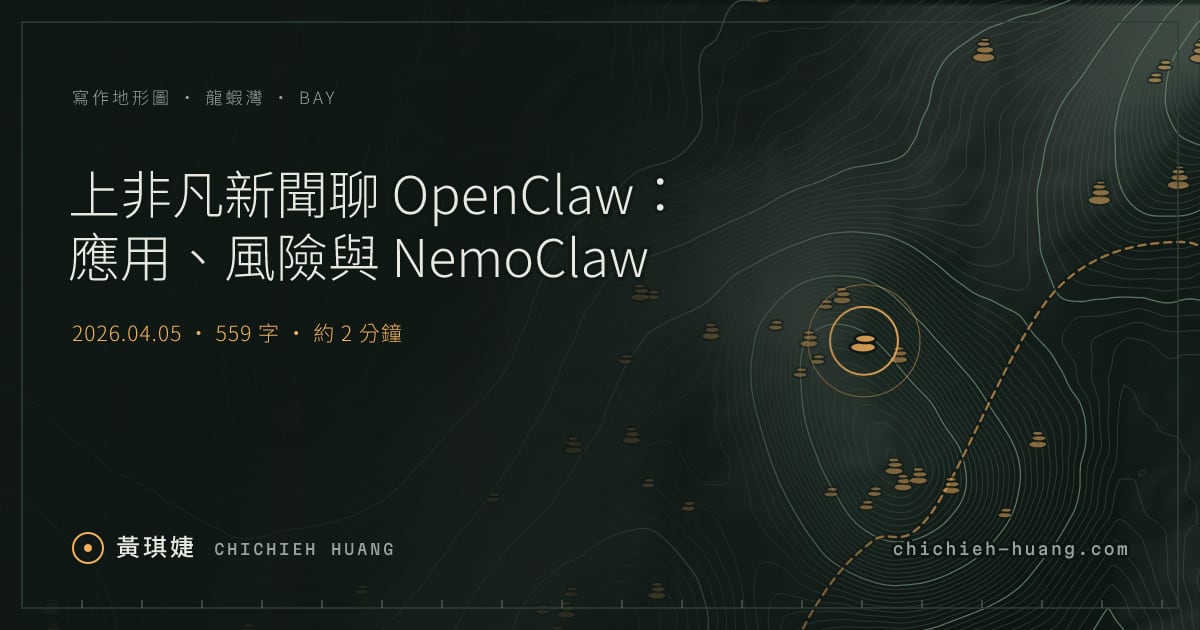 寫作地形圖 · 龍蝦灣 · BAY
上非凡新聞聊 OpenClaw：
應用、風險與 NemoClaw
2026.04.05 · 559 字 · 約 2 分鐘
黃琪婕 CHICHIEH HUANG
chichieh-huang.com